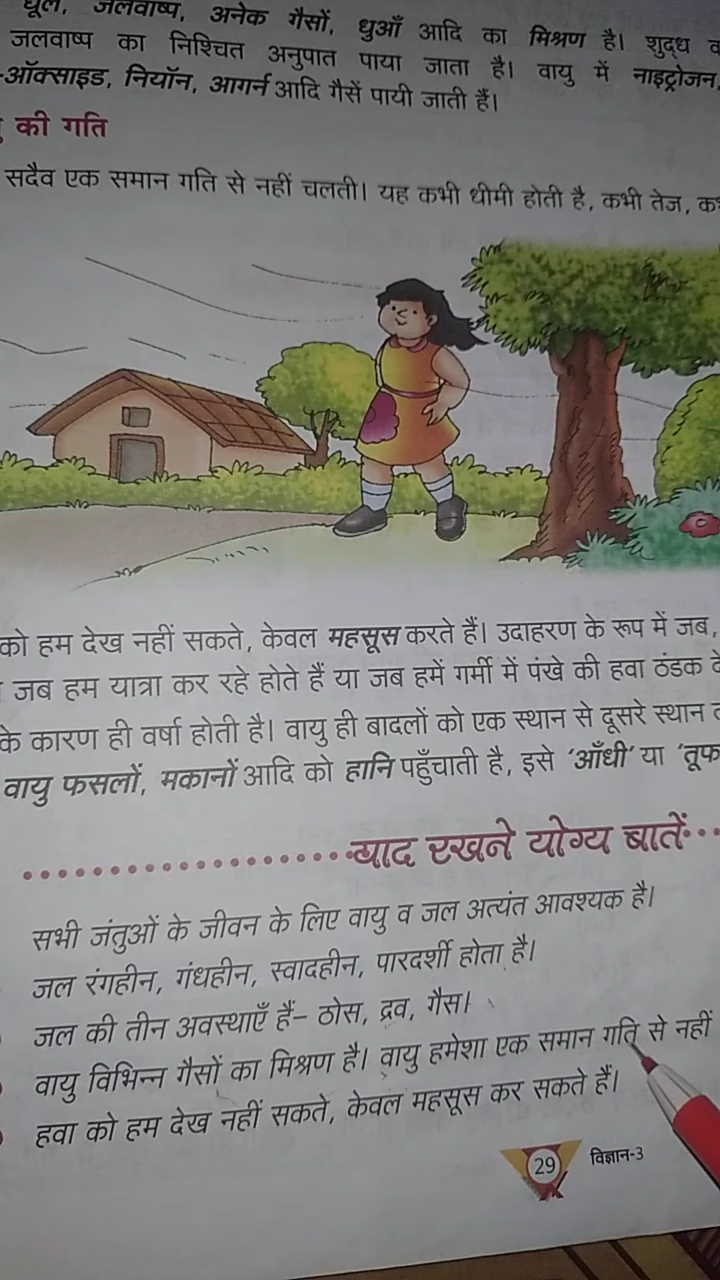 धूल, जलवाष्प, अनेक गैसों, धुआँ आदि का मिश्रण है। शुद्ध
जलवाष्प का निश्चित अनुपात पाया जाता है। वायु में नाइट्रोजन,
-ऑक्साइड, नियॉन, आगर्न आदि गैसें पायी जाती हैं।
की गति
सदैव एक समान गति से नहीं चलती। यह कभी धीमी होती है, कभी तेज,
को हम देख नहीं सकते, केवल महसूस करते हैं। उदाहरण के रूप में जब,
जब हम यात्रा कर रहे होते हैं या जब हमें गर्मी में पंखे की हवा ठंडक
के कारण ही वर्षा होती है। वायु ही बादलों को एक स्थान से दूसरे स्थान
वायु फसलों, मकानों आदि को हानि पहुँचाती है, इसे ‘आँधी’ या
याद रखने योग्य बातें
सभी जंतुओं के जीवन के लिए वायु व जल अत्यंत आवश्यक है।
जल रंगहीन, गंधहीन, स्वादहीन, पारदर्शी होता है।
जल की तीन अवस्थाएँ हैं– ठोस, द्रव, गैस।
वायु विभिन्न गैसों का मिश्रण है। वायु हमेशा एक समान गति से नहीं
हवा को हम देख नहीं सकते, केवल महसूस कर सकते हैं।
29 विज्ञान-3